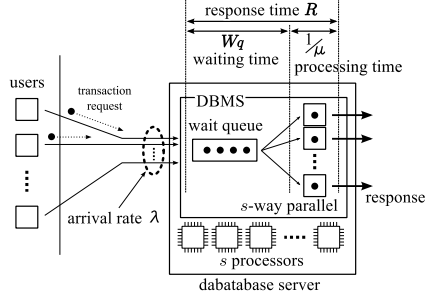 response time R
Wq
1/μ
waiting time
processing time
users
transaction
request
DBMS
wait queue
arrival rate λ
s-way parallel
response
s processors
dabatabase server